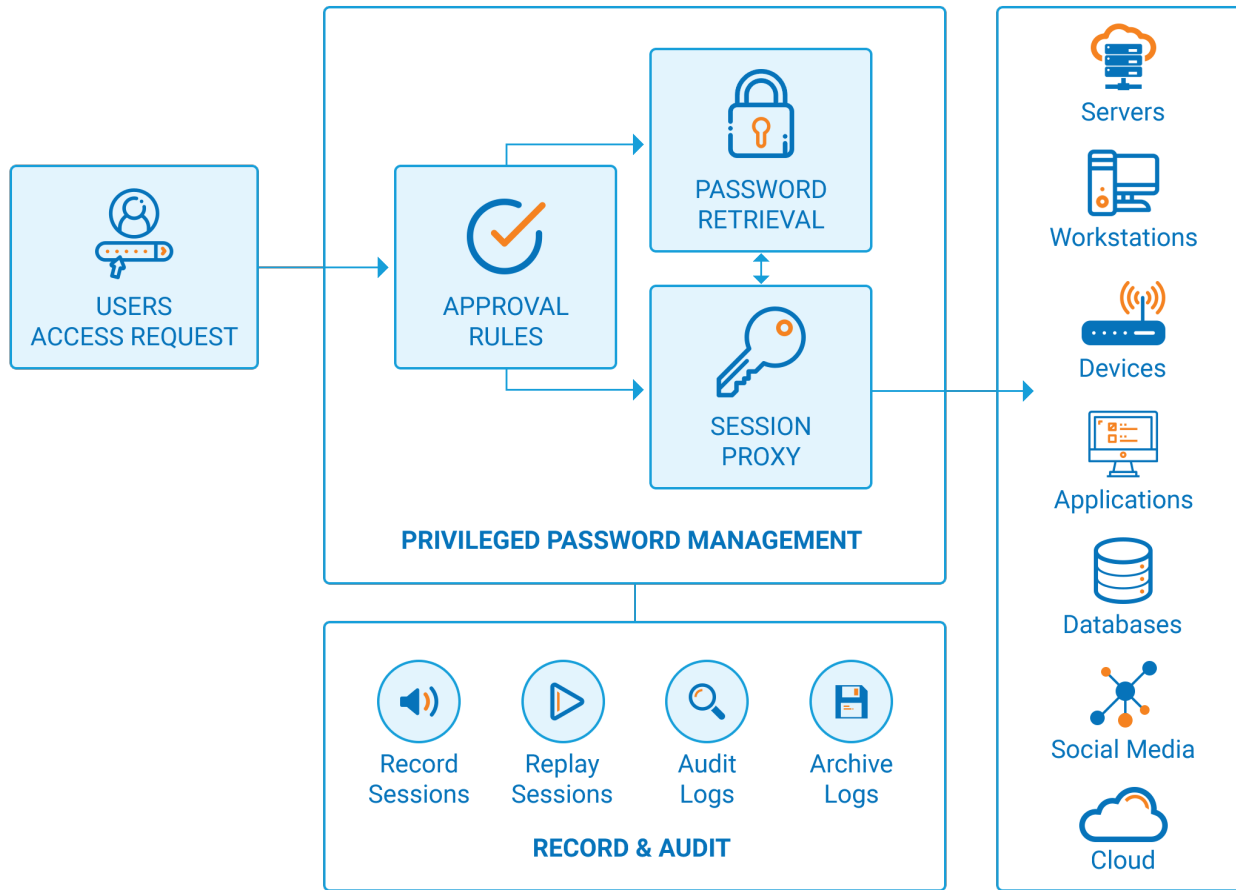 USERS
ACCESS REQUEST
APPROVAL
RULES
PASSWORD
RETRIEVAL
SESSION
PROXY
PRIVILEGED PASSWORD MANAGEMENT
Record
Sessions
Replay
Sessions
Audit
Logs
Archive
Logs
RECORD & AUDIT
Servers
Workstations
Devices
Applications
Databases
Social Media
Cloud